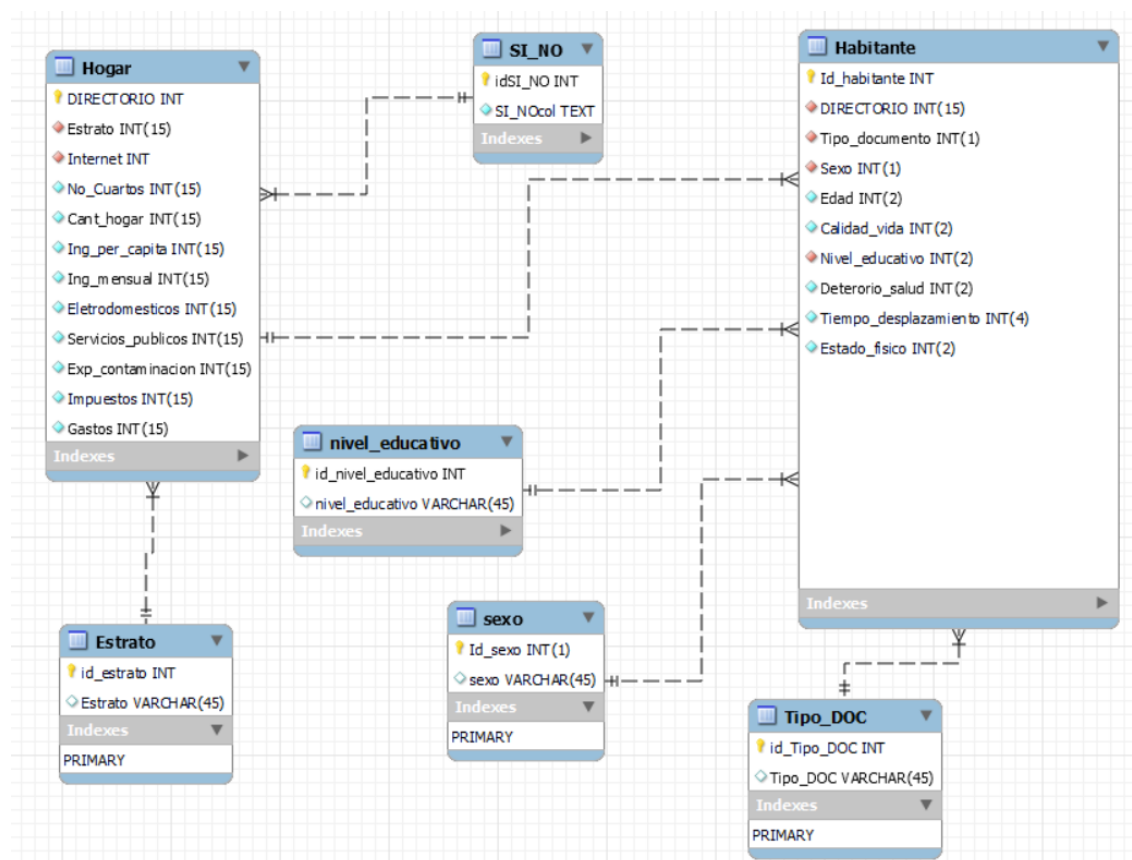 Hogar
DIRECTORIO INT
Estrato INT(15)
Internet INT
No_Cuartos INT(15)
Cant_hogar INT(15)
Ing_per_capita INT(15)
Ing_mensual INT(15)
Eletrodomesticos INT(15)
Servicios_publicos INT(15)
Exp_contaminacion INT(15)
Impuestos INT(15)
Gastos INT(15)
Indexes
SI_NO
idSI_NO INT
SI_NOcol TEXT
Indexes
Habitante
Id_habitante INT
DIRECTORIO INT(15)
Tipo_documento INT(1)
Sexo INT(1)
Edad INT(2)
Calidad_vida INT(2)
Nivel_educativo INT(2)
Deterorio_salud INT(2)
Tiempo_desplazamiento INT(4)
Estado_fisico INT(2)
Indexes
nivel_educativo
id_nivel_educativo INT
nivel_educativo VARCHAR(45)
Indexes
Estrato
id_estrato INT
Estrato VARCHAR(45)
Indexes
PRIMARY
sexo
Id_sexo INT(1)
sexo VARCHAR(45)
Indexes
PRIMARY
Tipo_DOC
id_Tipo_DOC INT
Tipo_DOC VARCHAR(45)
Indexes
PRIMARY